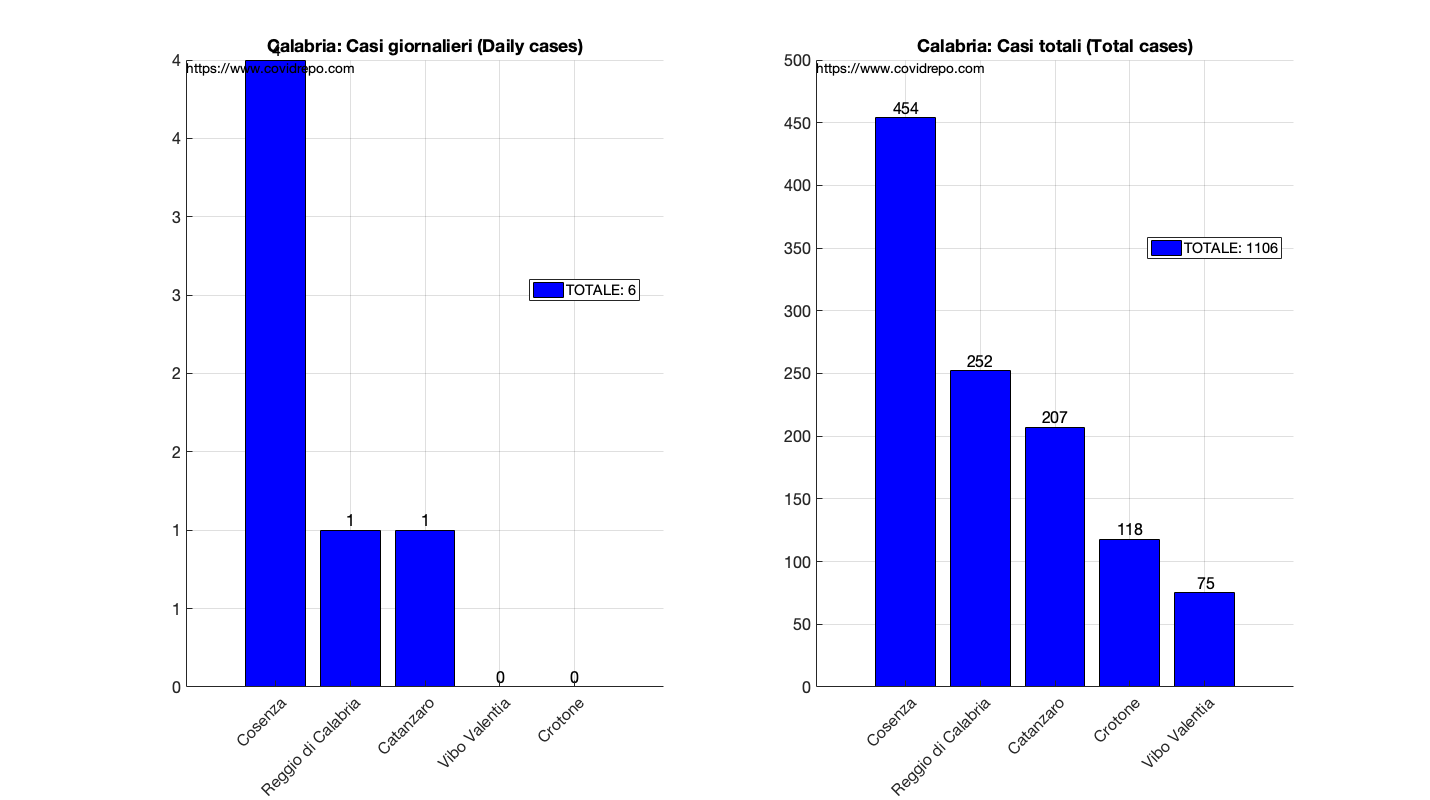 Calabria: Casi giornalieri (Daily cases)
4
https://www.covidrepo.com
4
4
3
3
2
2
1
1
0
1
1
0
0
TOTALE: 6
Cosenza
Reggio di Calabria
Catanzaro
Vibo Valentia
Crotone
Calabria: Casi totali (Total cases)
https://www.covidrepo.com
500
450
400
350
300
250
200
150
100
50
0
454
252
207
118
75
TOTALE: 1106
Cosenza
Reggio di Calabria
Catanzaro
Crotone
Vibo Valentia